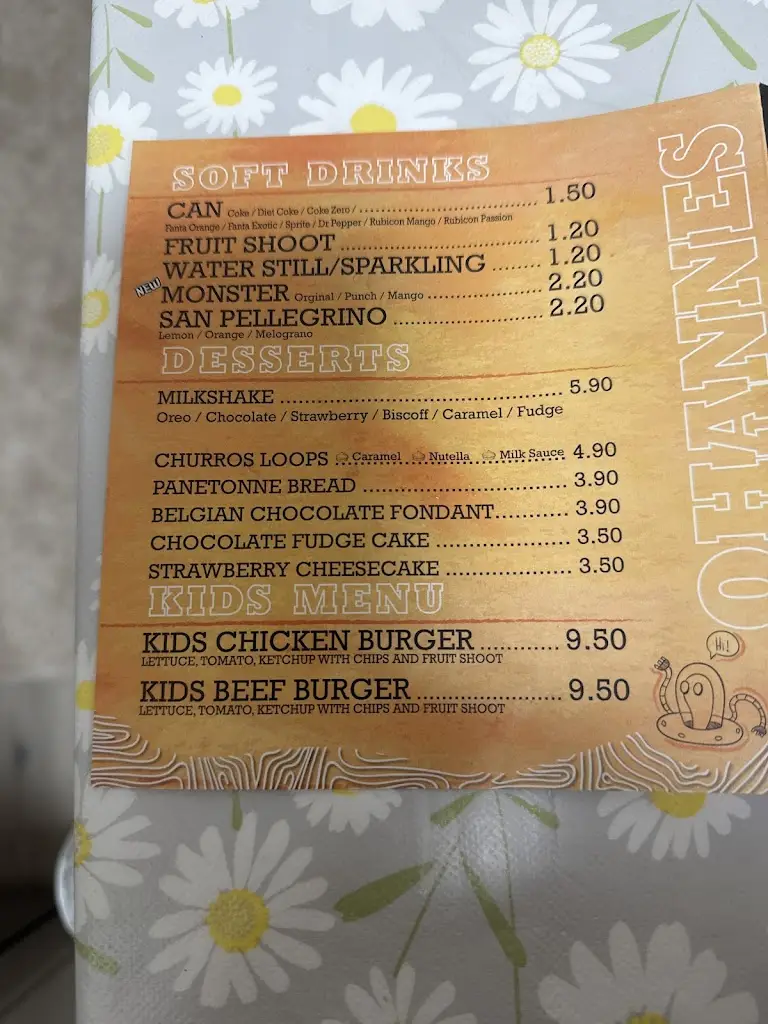 SOFT DRINKS
CAN Coke / Diet Coke / Coke Zero / 1.50
Fanta Orange / Fanta Exotic / Sprite / Dr Pepper / Rubicon Mango / Rubicon Passion
FRUIT SHOOT 1.20
WATER STILL/SPARKLING 1.20
NEW MONSTER Orginal / Punch / Mango 2.20
SAN PELLEGRINO 2.20
Lemon / Orange / Melograno
DESSERTS
MILKSHAKE 5.90
Oreo / Chocolate / Strawberry / Biscoff / Caramel / Fudge
CHURROS LOOPS Caramel Nutella Milk Sauce 4.90
PANETONNE BREAD 3.90
BELGIAN CHOCOLATE FONDANT 3.90
CHOCOLATE FUDGE CAKE 3.50
STRAWBERRY CHEESECAKE 3.50
KIDS MENU
KIDS CHICKEN BURGER 9.50
LETTUCE, TOMATO, KETCHUP WITH CHIPS AND FRUIT SHOOT
KIDS BEEF BURGER 9.50
LETTUCE, TOMATO, KETCHUP WITH CHIPS AND FRUIT SHOOT
OHANNES
Hi!